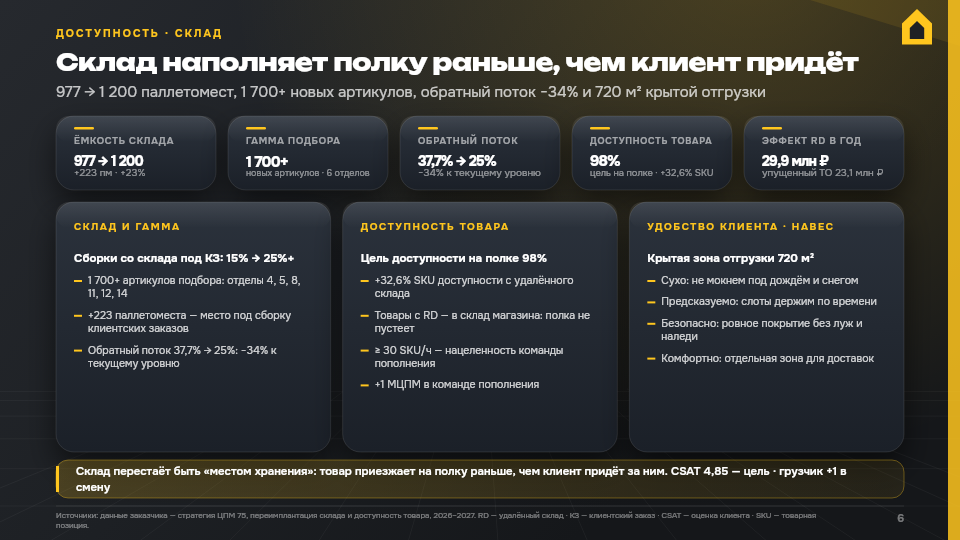 ДОСТУПНОСТЬ · СКЛАД
Склад наполняет полку раньше, чем клиент придёт
977 → 1 200 паллетомест, 1 700+ новых артикулов, обратный поток −34% и 720 м² крытой отгрузки
ЁМКОСТЬ СКЛАДА
977 → 1 200
+223 пм · +23%
ГАММА ПОДБОРА
1 700+
новых артикулов · 6 отделов
ОБРАТНЫЙ ПОТОК
37,7% → 25%
−34% к текущему уровню
ДОСТУПНОСТЬ ТОВАРА
98%
цель на полке · +32,6% SKU
ЭФФЕКТ RD В ГОД
29,9 млн ₽
упущенный ТО 23,1 млн ₽
СКЛАД И ГАММА
Сборки со склада под КЗ: 15% → 25%+
1 700+ артикулов подбора: отделы 4, 5, 8,
11, 12, 14
+223 паллетоместа — место под сборку
клиентских заказов
Обратный поток 37,7% → 25%: −34% к
текущему уровню
ДОСТУПНОСТЬ ТОВАРА
Цель доступности на полке 98%
+32,6% SKU доступности с удалённого
склада
Товары с RD — в склад магазина: полка не
пустеет
≥ 30 SKU/ч — нацеленность команды
пополнения
+1 МЦПМ в команде пополнения
УДОБСТВО КЛИЕНТА · НАВЕС
Крытая зона отгрузки 720 м²
Сухо: не мокнем под дождём и снегом
Предсказуемо: слоты держим по времени
Безопасно: ровное покрытие без луж и
наледи
Комфортно: отдельная зона для доставок
Склад перестаёт быть «местом хранения»: товар приезжает на полку раньше, чем клиент придёт за ним. CSAT 4,85 — цель · грузчик +1 в
смену
Источники: данные заказчика — стратегия ЦПМ 75, переимплантация склада и доступность товара, 2026–2027. RD — удалённый склад · КЗ — клиентский заказ · CSAT — оценка клиента · SKU — товарная
позиция.
6